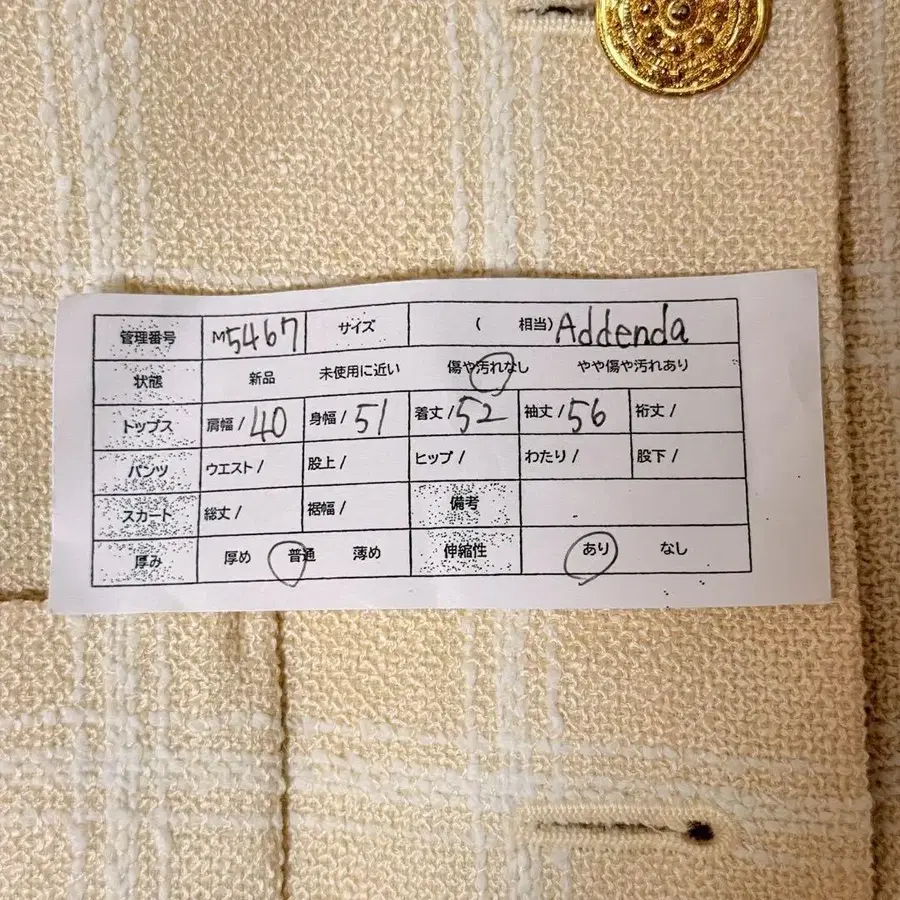 管理番号 M5467 サイズ ( 相当) Addenda
状態 新品 未使用に近い 傷や汚れなし やや傷や汚れあり
トップス 肩幅/40 身幅/51 着丈/52 袖丈/56 裄丈/
パンツ ウエスト/ 股上/ ヒップ/ わたり/ 股下/
スカート 総丈/ 裾幅/ 備考
厚み 厚め 普通 薄め 伸縮性 あり なし